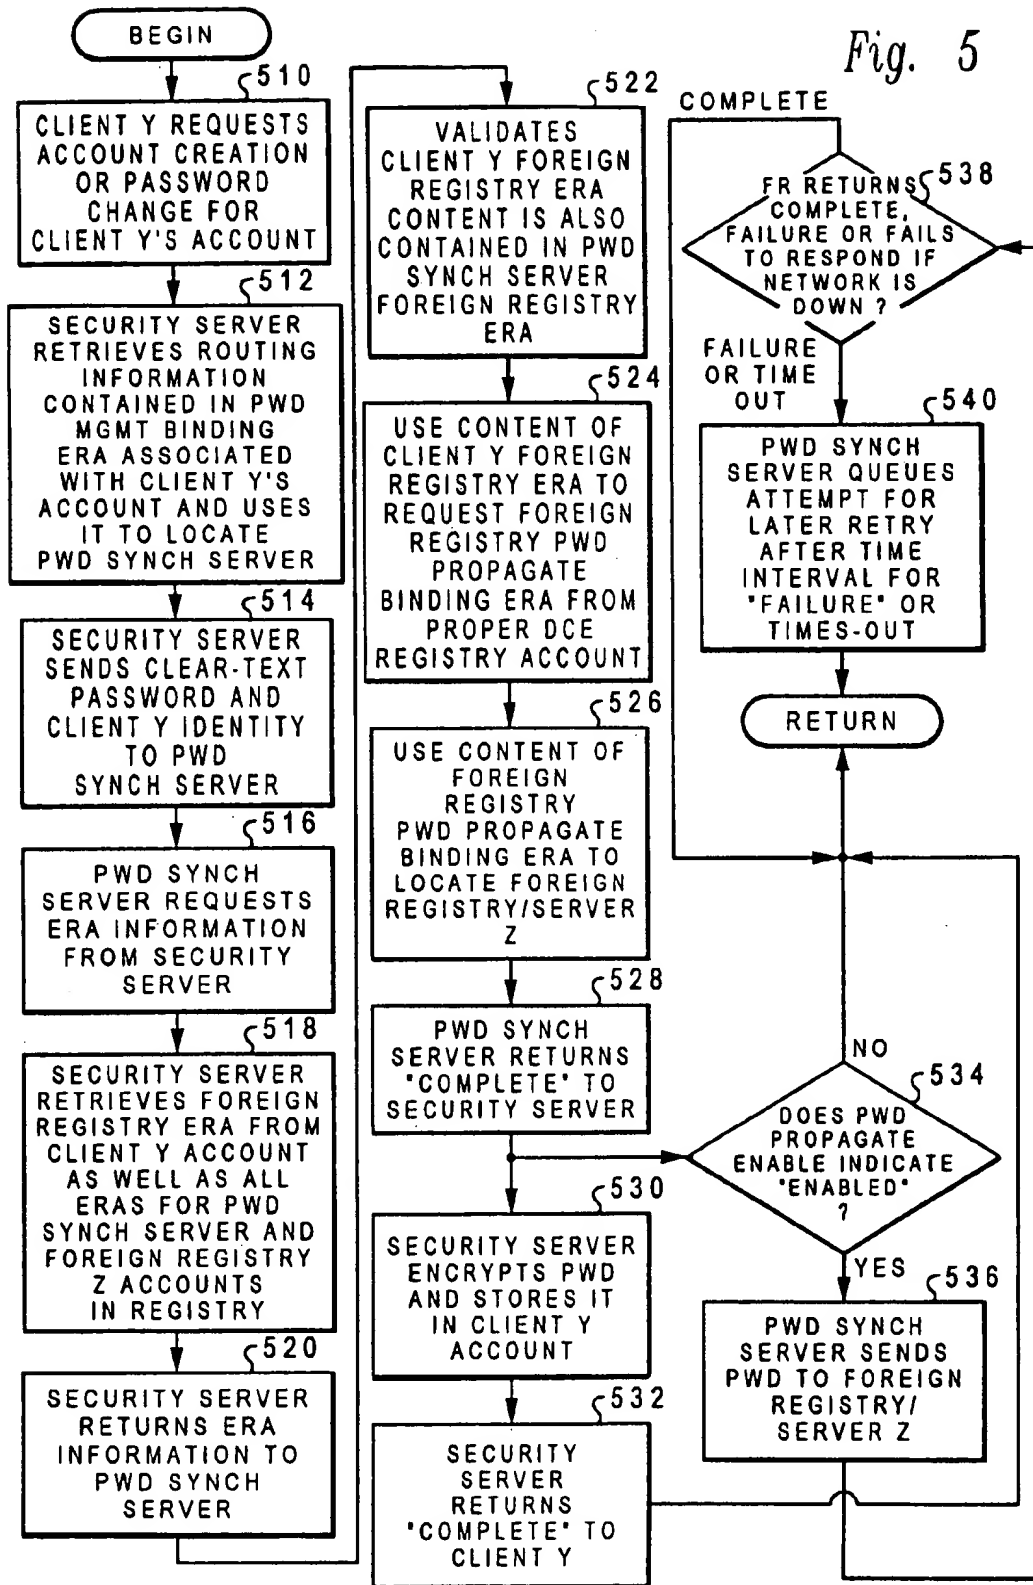 Fig. 5
BEGIN
510
CLIENT Y REQUESTS
ACCOUNT CREATION
OR PASSWORD
CHANGE FOR
CLIENT Y'S ACCOUNT
512
SECURITY SERVER
RETRIEVES ROUTING
INFORMATION
CONTAINED IN PWD
MGMT BINDING
ERA ASSOCIATED
WITH CLIENT Y'S
ACCOUNT AND USES
IT TO LOCATE
PWD SYNCH SERVER
514
SECURITY SERVER
SENDS CLEAR-TEXT
PASSWORD AND
CLIENT Y IDENTITY
TO PWD
SYNCH SERVER
516
PWD SYNCH
SERVER REQUESTS
ERA INFORMATION
FROM SECURITY
SERVER
518
SECURITY SERVER
RETRIEVES FOREIGN
REGISTRY ERA FROM
CLIENT Y ACCOUNT
AS WELL AS ALL
ERAS FOR PWD
SYNCH SERVER AND
FOREIGN REGISTRY
Z ACCOUNTS
IN REGISTRY
520
SECURITY SERVER
RETURNS ERA
INFORMATION TO
PWD SYNCH
SERVER
522
VALIDATES
CLIENT Y FOREIGN
REGISTRY ERA
CONTENT IS ALSO
CONTAINED IN PWD
SYNCH SERVER
FOREIGN REGISTRY
ERA
524
USE CONTENT OF
CLIENT Y FOREIGN
REGISTRY ERA TO
REQUEST FOREIGN
REGISTRY PWD
PROPAGATE
BINDING ERA FROM
PROPER DCE
REGISTRY ACCOUNT
526
USE CONTENT OF
FOREIGN
REGISTRY
PWD PROPAGATE
BINDING ERA TO
LOCATE FOREIGN
REGISTRY/SERVER
Z
528
PWD SYNCH
SERVER RETURNS
"COMPLETE" TO
SECURITY SERVER
530
SECURITY SERVER
ENCRYPTS PWD
AND STORES IT
IN CLIENT Y
ACCOUNT
532
SECURITY
SERVER
RETURNS
"COMPLETE" TO
CLIENT Y
COMPLETE
538
FR RETURNS
COMPLETE,
FAILURE OR FAILS
TO RESPOND IF
NETWORK IS
DOWN ?
FAILURE
OR TIME
OUT
540
PWD SYNCH
SERVER QUEUES
ATTEMPT FOR
LATER RETRY
AFTER TIME
INTERVAL FOR
"FAILURE" OR
TIMES-OUT
RETURN
NO
534
DOES PWD
PROPAGATE
ENABLE INDICATE
"ENABLED"
?
YES
536
PWD SYNCH
SERVER SENDS
PWD TO FOREIGN
REGISTRY/
SERVER Z